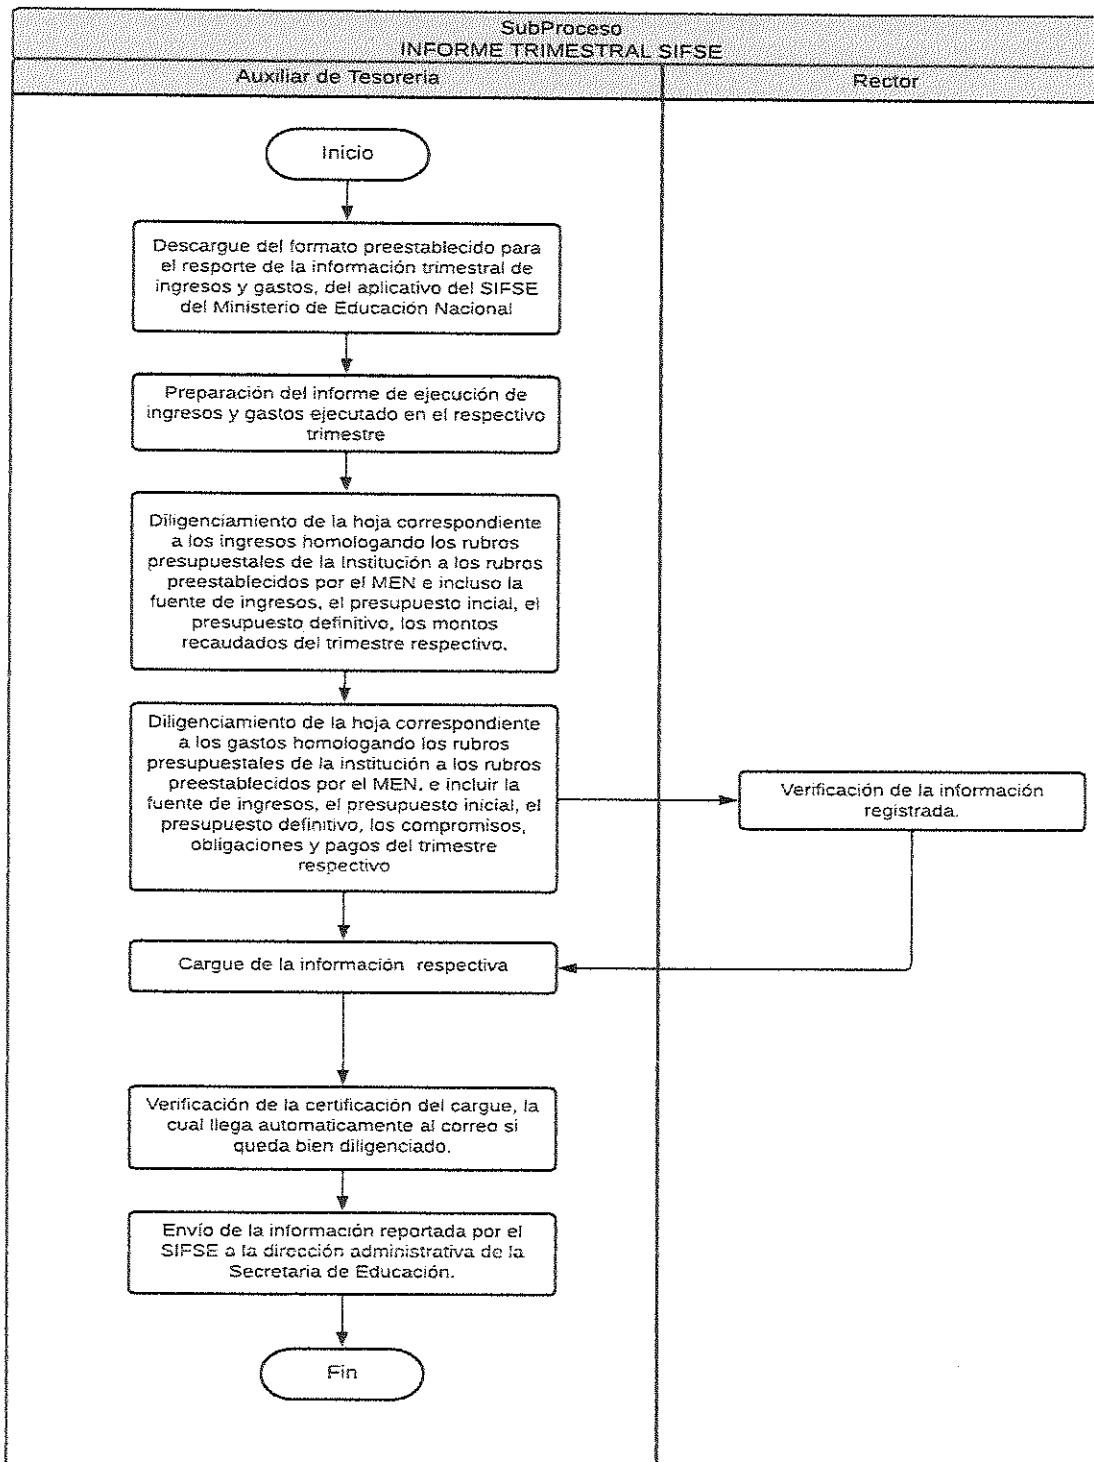 SubProceso
INFORME TRIMESTRAL SIFSE
Auxiliar de Tesoreria
Rector
Inicio
Descargue del formato preestablecido para
el resporte de la información trimestral de
ingresos y gastos, del aplicativo del SIFSE
del Ministerio de Educación Nacional
Preparación del informe de ejecución de
ingresos y gastos ejecutado en el respectivo
trimestre
Diligenciamiento de la hoja correspondiente
a los ingresos homologando los rubros
presupuestales de la Institución a los rubros
preestablecidos por el MEN e incluso la
fuente de ingresos, el presupuesto incial, el
presupuesto definitivo, los montos
recaudados del trimestre respectivo.
Diligenciamiento de la hoja correspondiente
a los gastos homologando los rubros
presupuestales de la institución a los rubros
preestablecidos por el MEN, e incluir la
fuente de ingresos, el presupuesto inicial, el
presupuesto definitivo, los compromisos,
obligaciones y pagos del trimestre
respectivo
Verificación de la información
registrada.
Cargue de la información respectiva
Verificación de la certificación del cargue, la
cual llega automaticamente al correo si
queda bien diligenciado.
Envío de la información reportada por el
SIFSE a la dirección administrativa de la
Secretaria de Educación.
Fin